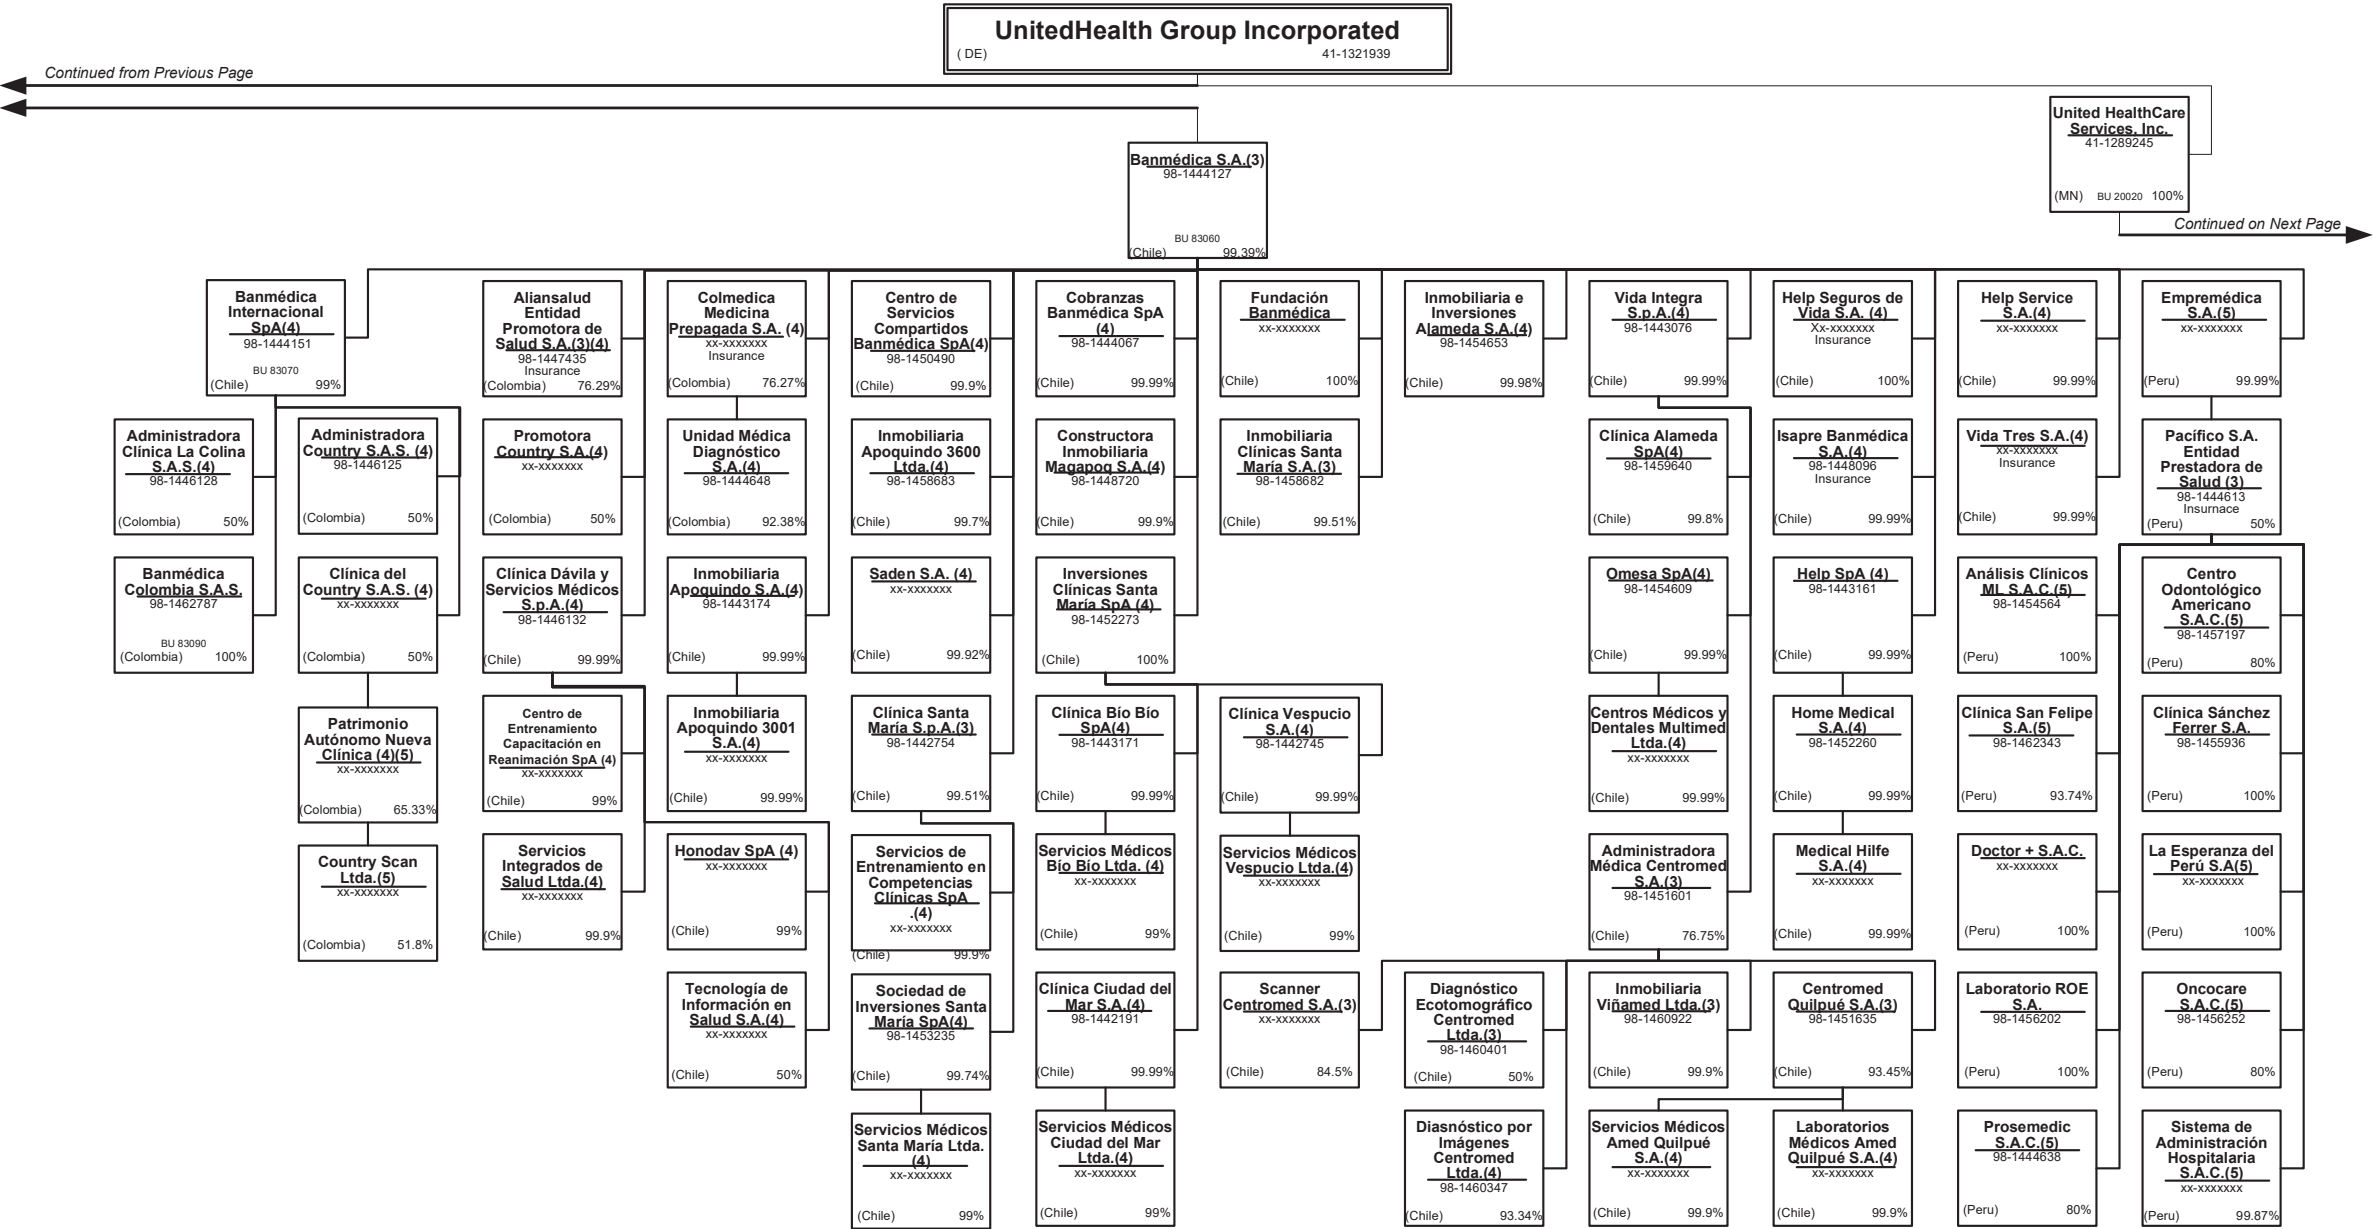 UnitedHealth Group Incorporated
( DE)
41-1321939
Continued from Previous Page
United HealthCare
Services, Inc.
41-1289245
(MN) BU 20020 100%
Continued on Next Page
Banmédica S.A.(3)
98-1444127
BU 83060
(Chile) 99.39%
Banmédica
Internacional
SpA(4)
98-1444151
BU 83070
(Chile) 99%
Aliansalud
Entidad
Promotora de
Salud S.A.(3)(4)
98-1447435
Insurance
(Colombia) 76.29%
Colmedica
Medicina
Prepagada S.A. (4)
xx-xxxxxxx
Insurance
(Colombia) 76.27%
Centro de
Servicios
Compartidos
Banmédica SpA(4)
98-1450490
(Chile) 99.9%
Cobranzas
Banmédica SpA
(4)
98-1444067
(Chile) 99.99%
Fundación
Banmédica
xx-xxxxxxx
(Chile) 100%
Inmobiliaria e
Inversiones
Alameda S.A.(4)
98-1454653
(Chile) 99.98%
Vida Integra
S.p.A.(4)
98-1443076
(Chile) 99.99%
Help Seguros de
Vida S.A. (4)
Xx-xxxxxxx
Insurance
(Chile) 100%
Help Service
S.A.(4)
xx-xxxxxxx
(Chile) 99.99%
Empremédica
S.A.(5)
xx-xxxxxxx
(Peru) 99.99%
Administradora
Clínica La Colina
S.A.S.(4)
98-1446128
(Colombia) 50%
Administradora
Country S.A.S. (4)
98-1446125
(Colombia) 50%
Promotora
Country S.A.(4)
xx-xxxxxxx
(Colombia) 50%
Unidad Médica
Diagnóstico
S.A.(4)
98-1444648
(Colombia) 92.38%
Inmobiliaria
Apoquindo 3600
Ltda.(4)
98-1458683
(Chile) 99.7%
Constructora
Inmobiliaria
Magapoq S.A.(4)
98-1448720
(Chile) 99.9%
Inmobiliaria
Clínicas Santa
María S.A.(3)
98-1458682
(Chile) 99.51%
Clínica Alameda
SpA(4)
98-1459640
(Chile) 99.8%
Isapre Banmédica
S.A.(4)
98-1448096
Insurance
(Chile) 99.99%
Vida Tres S.A.(4)
xx-xxxxxxx
Insurance
(Chile) 99.99%
Pacífico S.A.
Entidad
Prestadora de
Salud (3)
98-1444613
Insurnace
(Peru) 50%
Banmédica
Colombia S.A.S.
98-1462787
BU 83090
(Colombia) 100%
Clínica del
Country S.A.S. (4)
xx-xxxxxxx
(Colombia) 50%
Clínica Dávila y
Servicios Médicos
S.p.A.(4)
98-1446132
(Chile) 99.99%
Inmobiliaria
Apoquindo S.A.(4)
98-1443174
(Chile) 99.99%
Saden S.A. (4)
xx-xxxxxxx
(Chile) 99.92%
Inversiones
Clínicas Santa
María SpA (4)
98-1452273
(Chile) 100%
Omesa SpA(4)
98-1454609
(Chile) 99.99%
Help SpA (4)
98-1443161
(Chile) 99.99%
Análisis Clínicos
ML S.A.C.(5)
98-1454564
(Peru) 100%
Centro
Odontológico
Americano
S.A.C.(5)
98-1457197
(Peru) 80%
Patrimonio
Autónomo Nueva
Clínica (4)(5)
xx-xxxxxxx
(Colombia) 65.33%
Centro de
Entrenamiento
Capacitación en
Reanimación SpA (4)
xx-xxxxxxx
(Chile) 99%
Inmobiliaria
Apoquindo 3001
S.A.(4)
xx-xxxxxxx
(Chile) 99.99%
Clínica Santa
María S.p.A.(3)
98-1442754
(Chile) 99.51%
Clínica Bío Bío
SpA(4)
98-1443171
(Chile) 99.99%
Clínica Vespucio
S.A.(4)
98-1442745
(Chile) 99.99%
Centros Médicos y
Dentales Multimed
Ltda.(4)
xx-xxxxxxx
(Chile) 99.99%
Home Medical
S.A.(4)
98-1452260
(Chile) 99.99%
Clínica San Felipe
S.A.(5)
98-1462343
(Peru) 93.74%
Clínica Sánchez
Ferrer S.A.
98-1455936
(Peru) 100%
Country Scan
Ltda.(5)
xx-xxxxxxx
(Colombia) 51.8%
Servicios
Integrados de
Salud Ltda.(4)
xx-xxxxxxx
(Chile) 99.9%
Honodav SpA (4)
xx-xxxxxxx
(Chile) 99%
Servicios de
Entrenamiento en
Competencias
Clínicas SpA
.(4)
xx-xxxxxxx
(Chile) 99.9%
Servicios Médicos
Bío Bío Ltda. (4)
xx-xxxxxxx
(Chile) 99%
Servicios Médicos
Vespucio Ltda.(4)
xx-xxxxxxx
(Chile) 99%
Administradora
Médica Centromed
S.A.(3)
98-1451601
(Chile) 76.75%
Medical Hilfe
S.A.(4)
xx-xxxxxxx
(Chile) 99.99%
Doctor + S.A.C.
xx-xxxxxxx
(Peru) 100%
La Esperanza del
Perú S.A(5)
xx-xxxxxxx
(Peru) 100%
Tecnología de
Información en
Salud S.A.(4)
xx-xxxxxxx
(Chile) 50%
Sociedad de
Inversiones Santa
María SpA(4)
98-1453235
(Chile) 99.74%
Clínica Ciudad del
Mar S.A.(4)
98-1442191
(Chile) 99.99%
Scanner
Centromed S.A.(3)
xx-xxxxxxx
(Chile) 84.5%
Diagnóstico
Ecotomográfico
Centromed
Ltda.(3)
98-1460401
(Chile) 50%
Inmobiliaria
Viñamed Ltda.(3)
98-1460922
(Chile) 99.9%
Centromed
Quilpué S.A.(3)
98-1451635
(Chile) 93.45%
Laboratorio ROE
S.A.
98-1456202
(Peru) 100%
Oncocare
S.A.C.(5)
98-1456252
(Peru) 80%
Servicios Médicos
Santa María Ltda.
(4)
xx-xxxxxxx
(Chile) 99%
Servicios Médicos
Ciudad del Mar
Ltda.(4)
xx-xxxxxxx
(Chile) 99%
Diasnóstico por
Imágenes
Centromed
Ltda.(4)
98-1460347
(Chile) 93.34%
Servicios Médicos
Amed Quilpué
S.A.(4)
xx-xxxxxxx
(Chile) 99.9%
Laboratorios
Médicos Amed
Quilpué S.A.(4)
xx-xxxxxxx
(Chile) 99.9%
Prosemedic
S.A.C.(5)
98-1444638
(Peru) 80%
Sistema de
Administración
Hospitalaria
S.A.C.(5)
xx-xxxxxxx
(Peru) 99.87%